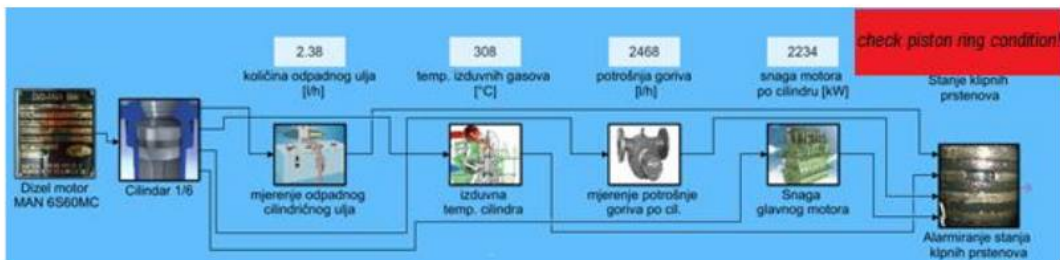 2.38
količina odpadnog ulja
[l/h]
308
temp. izduvnih gasova
[°C]
2468
potrošnja goriva
[l/h]
2234
snaga motora
po cilindru [kW]
check piston ring condition!
Stanje klipnih
prstenova
Dizel motor
MAN 6S60MC
Cilindar 1/6
mjerenje odpadnog
cilindričnog ulja
izduvna
temp. cilindra
mjerenje potrošnje
goriva po cil.
Snaga
glavnog motora
Alarmiranje stanja
klpnih prstenova